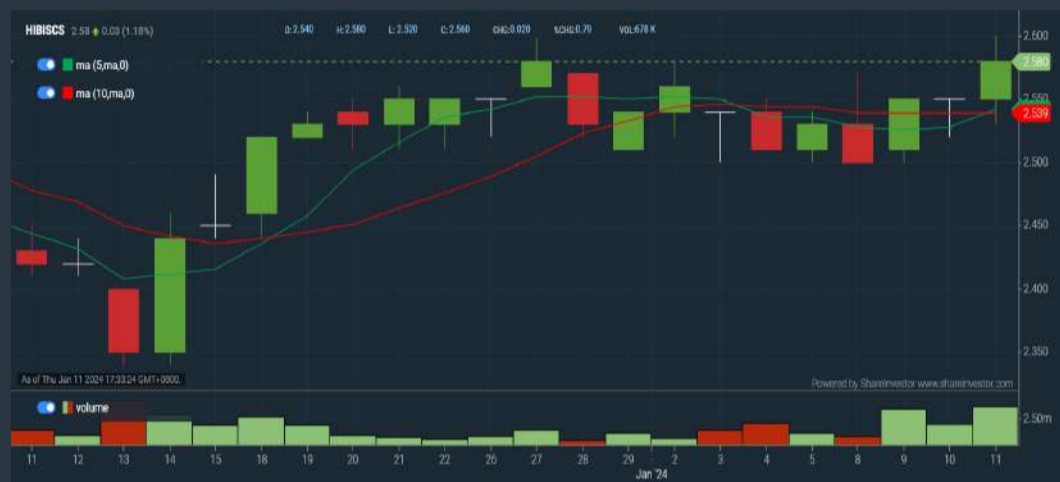 HIBISCS 2.58 0.03 (1.18%) O:2.540 H:2.580 L: 2.520 C: 2.560 CHG:0.020 %CHG:0.79 VOL:678 K
ma (5,ma,0)
ma (10,ma,0)
2.600
2.580
2.550
2.539
2.500
2.450
2.400
2.350
As of Thu Jan 11 2024 17:33:24 GMT+0800.
Powered by ShareInvestor www.shareinvestor.com
volume
2.50m
11 12 13 14 15 18 19 20 21 22 26 27 28 29 2 3 4 5 8 9 10 11
Jan '24